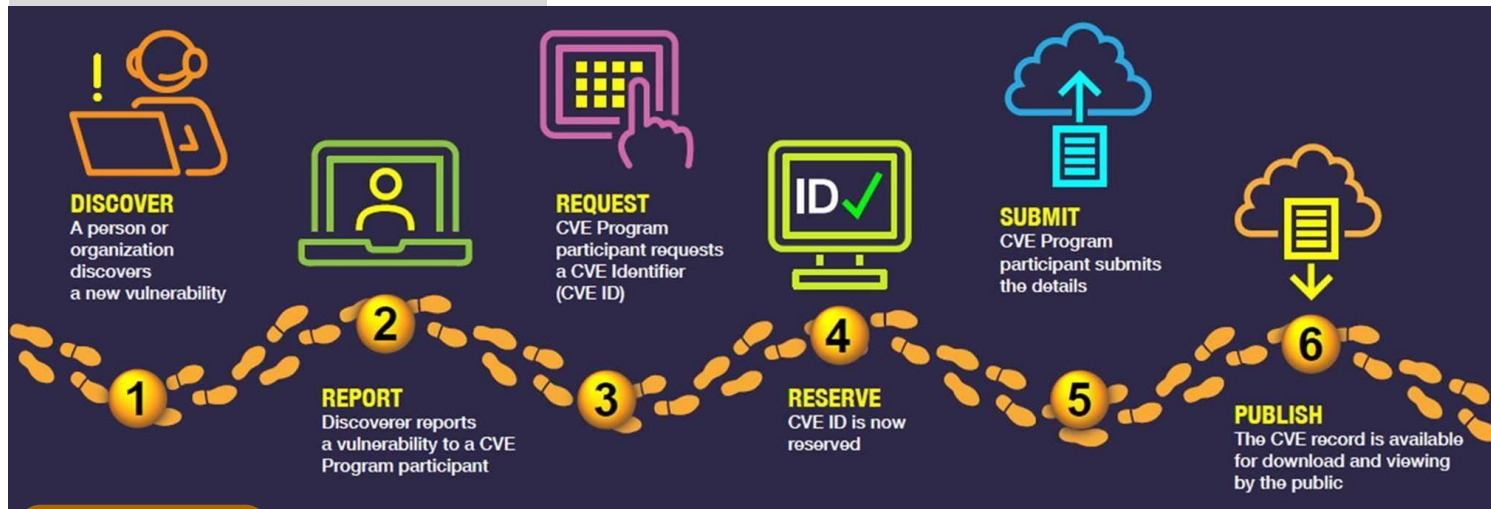 !
DISCOVER
A person or
organization
discovers
a new vulnerability
1
2
REPORT
Discoverer reports
a vulnerability to a CVE
Program participant
REQUEST
CVE Program
participant requests
a CVE Identifier
(CVE ID)
3
ID
4
RESERVE
CVE ID is now
reserved
SUBMIT
CVE Program
participant submits
the details
5
6
PUBLISH
The CVE record is available
for download and viewing
by the public